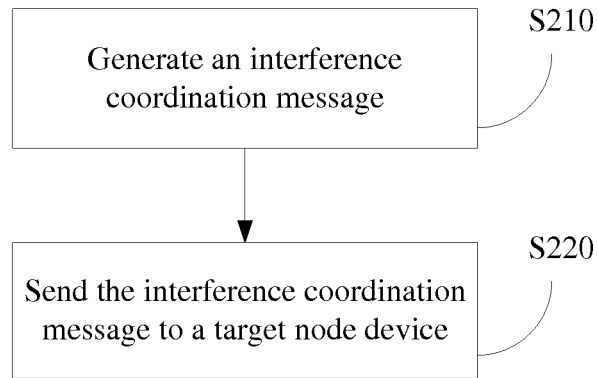 S210
Generate an interference
coordination message
S220
Send the interference coordination
message to a target node device